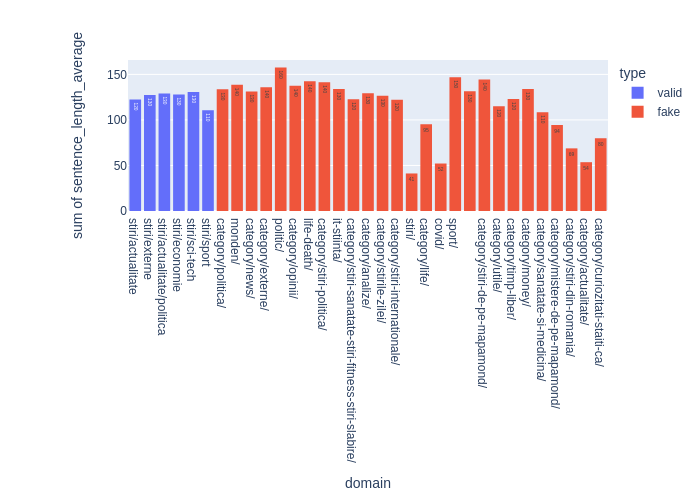 sum of sentence_length_average
150
100
50
0
type
valid
fake
stiri/actualitate
stiri/externe
stiri/actualitate/politica
stiri/economie
stiri/sci-tech
stiri/sport
category/politica/
monden/
category/news/
category/externe/
politic/
category/opinii/
life-death/
category/stiri-politica/
it-stiinta/
category/stiri-sanatate-stiri-fitness-stiri-slabire/
category/analize/
category/stirile-zilei/
category/stiri-internationale/
stiri/
category/life/
covid/
sport/
category/stiri-de-pe-mapamond/
category/utile/
category/timp-liber/
category/money/
category/sanatate-si-medicina/
category/mistere-de-pe-mapamond/
category/stiri-din-romania/
category/actualitate/
category/curiozitati-staiti-ca/
domain